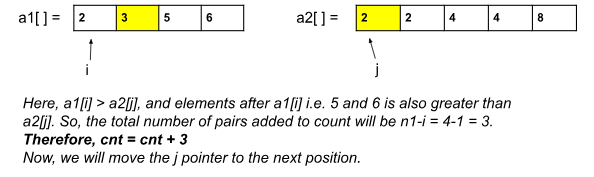 a1[ ] = 2 3 5 6 a2[ ] = 2 2 4 4 8
i j
Here, a1[i] > a2[j], and elements after a1[i] i.e. 5 and 6 is also greater than
a2[j]. So, the total number of pairs added to count will be n1-i = 4-1 = 3.
Therefore, cnt = cnt + 3
Now, we will move the j pointer to the next position.